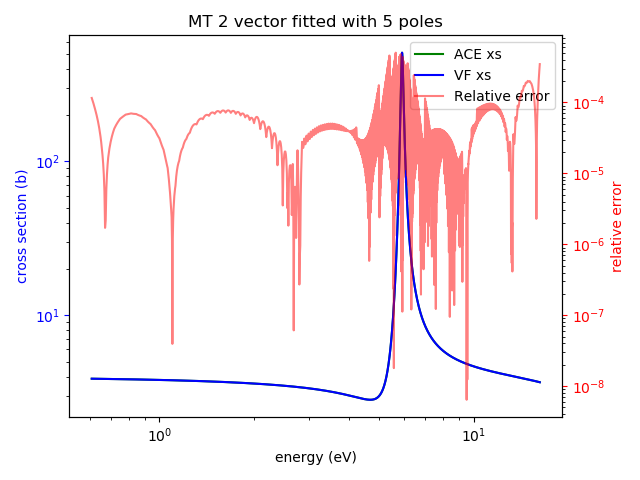 MT 2 vector fitted with 5 poles
ACE xs
VF xs
Relative error
cross section (b)
10²
10¹
10⁻⁴
10⁻⁵
10⁻⁶
10⁻⁷
10⁻⁸
relative error
10⁰
10¹
energy (eV)